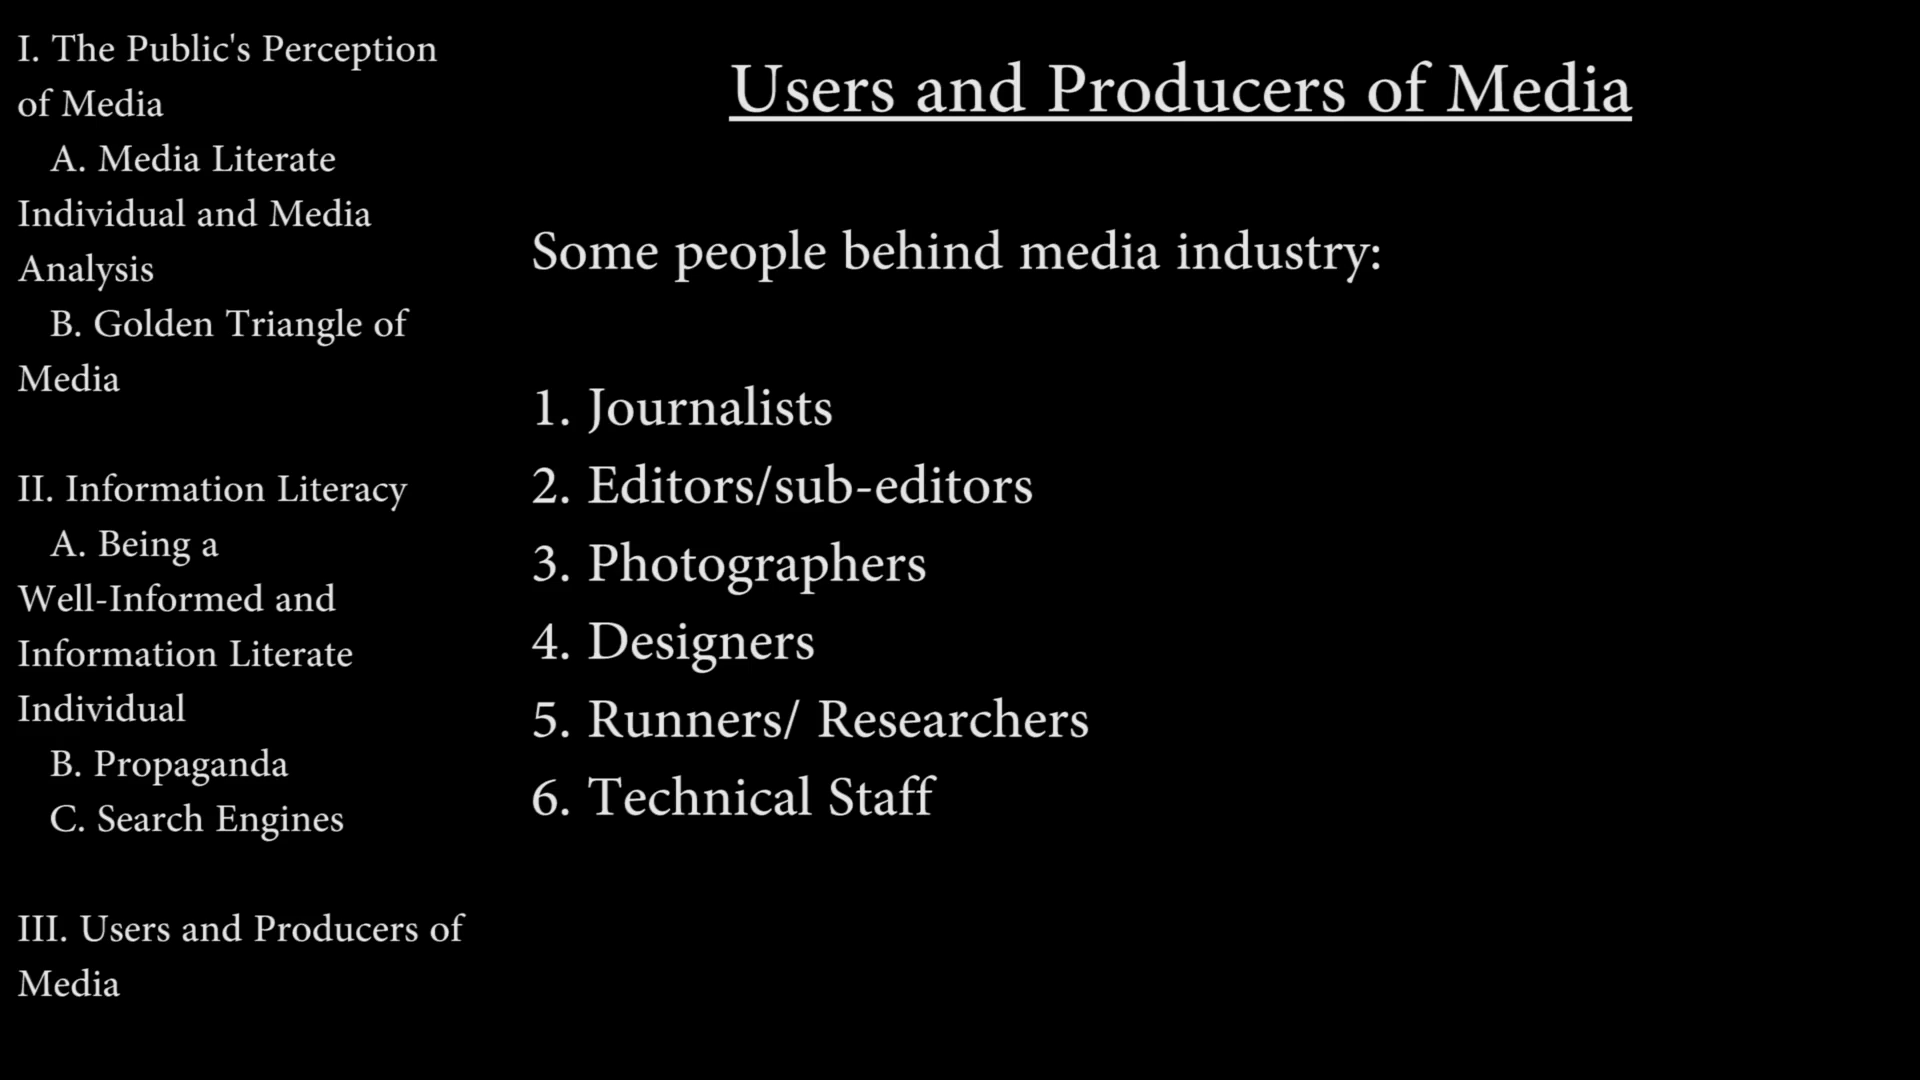 I. The Public's Perception
of Media
A. Media Literate
Individual and Media
Analysis
B. Golden Triangle of
Media
II. Information Literacy
A. Being a
Well-Informed and
Information Literate
Individual
B. Propaganda
C. Search Engines
III. Users and Producers of
Media
Users and Producers of Media
Some people behind media industry:
1. Journalists
2. Editors/sub-editors
3. Photographers
4. Designers
5. Runners/ Researchers
6. Technical Staff